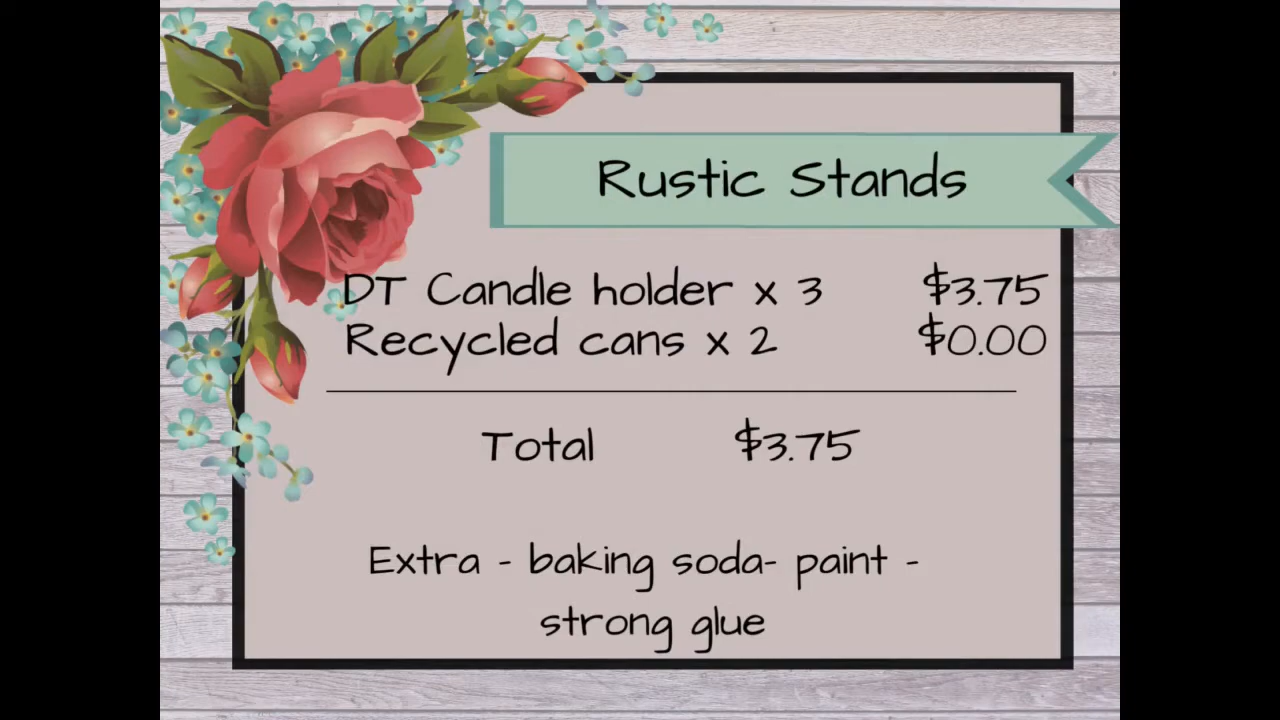 Rustic Stands
DT Candle holder x 3 $3.75
Recycled cans x 2 $0.00
Total $3.75
Extra - baking soda- paint -
strong glue